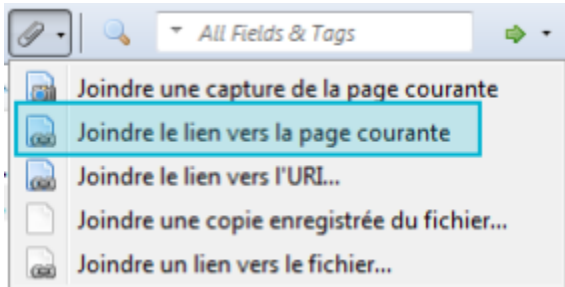 All Fields & Tags
Joindre une capture de la page courante
Joindre le lien vers la page courante
Joindre le lien vers l'URI...
Joindre une copie enregistrée du fichier...
Joindre un lien vers le fichier...